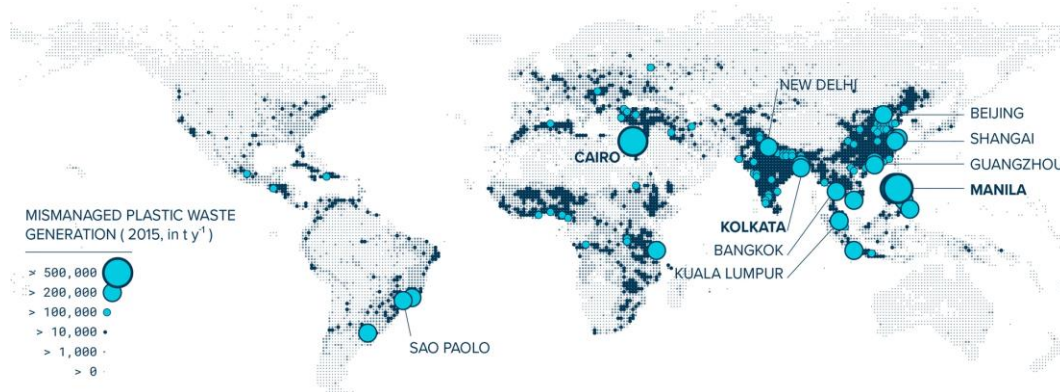 NEW DELHI
BEIJING
SHANGAI
CAIRO
GUANGZHOU
MANILA
MISMANAGED PLASTIC WASTE
GENERATION ( 2015, in t y⁻¹ )
KOLKATA
BANGKOK
KUALA LUMPUR
> 500,000
> 200,000
> 100,000
> 10,000
> 1,000
> 0
SAO PAOLO